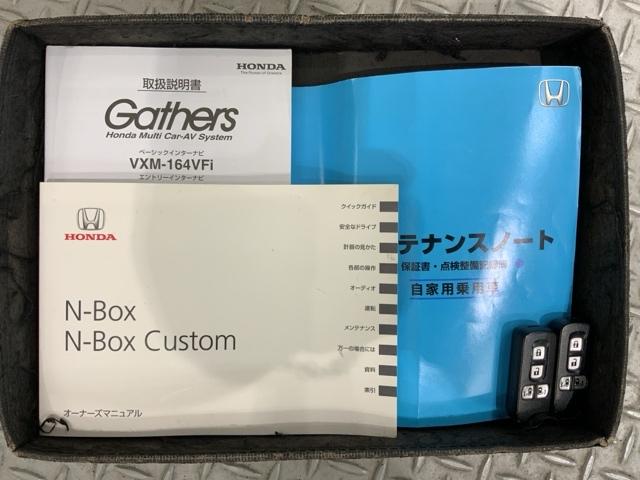 HONDA
The Power of Dreams
取扱説明書
Gathers
Honda Multi Car-AV System
ベーシックインターナビ
VXM-164VFi
エントリーインターナビ
テナンスノート
保証書・点検整備記録簿
自家用乗用車
HONDA
N-Box
N-Box Custom
オーナーズマニュアル
クイックガイド
安全なドライブ
計器の見かた
各部の操作
オーディオ
運転
メンテナンス
万一の場合には
資料
索引